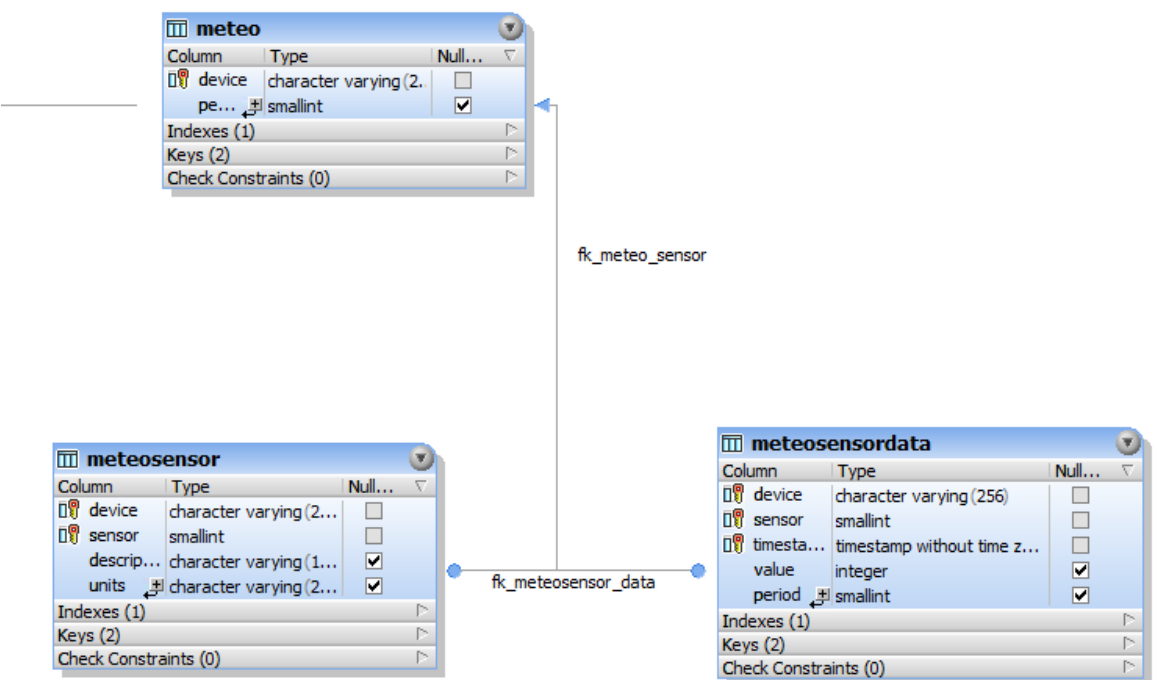 meteo
Column Type Null...
device character varying (2..
pe... smallint
Indexes (1)
Keys (2)
Check Constraints (0)
fk_meteo_sensor
meteosensor
Column Type Null...
device character varying (2...
sensor smallint
descrip... character varying (1...
units character varying (2...
Indexes (1)
Keys (2)
Check Constraints (0)
fk_meteosensor_data
meteosensordata
Column Type Null...
device character varying (256)
sensor smallint
timesta... timestamp without time z...
value integer
period smallint
Indexes (1)
Keys (2)
Check Constraints (0)